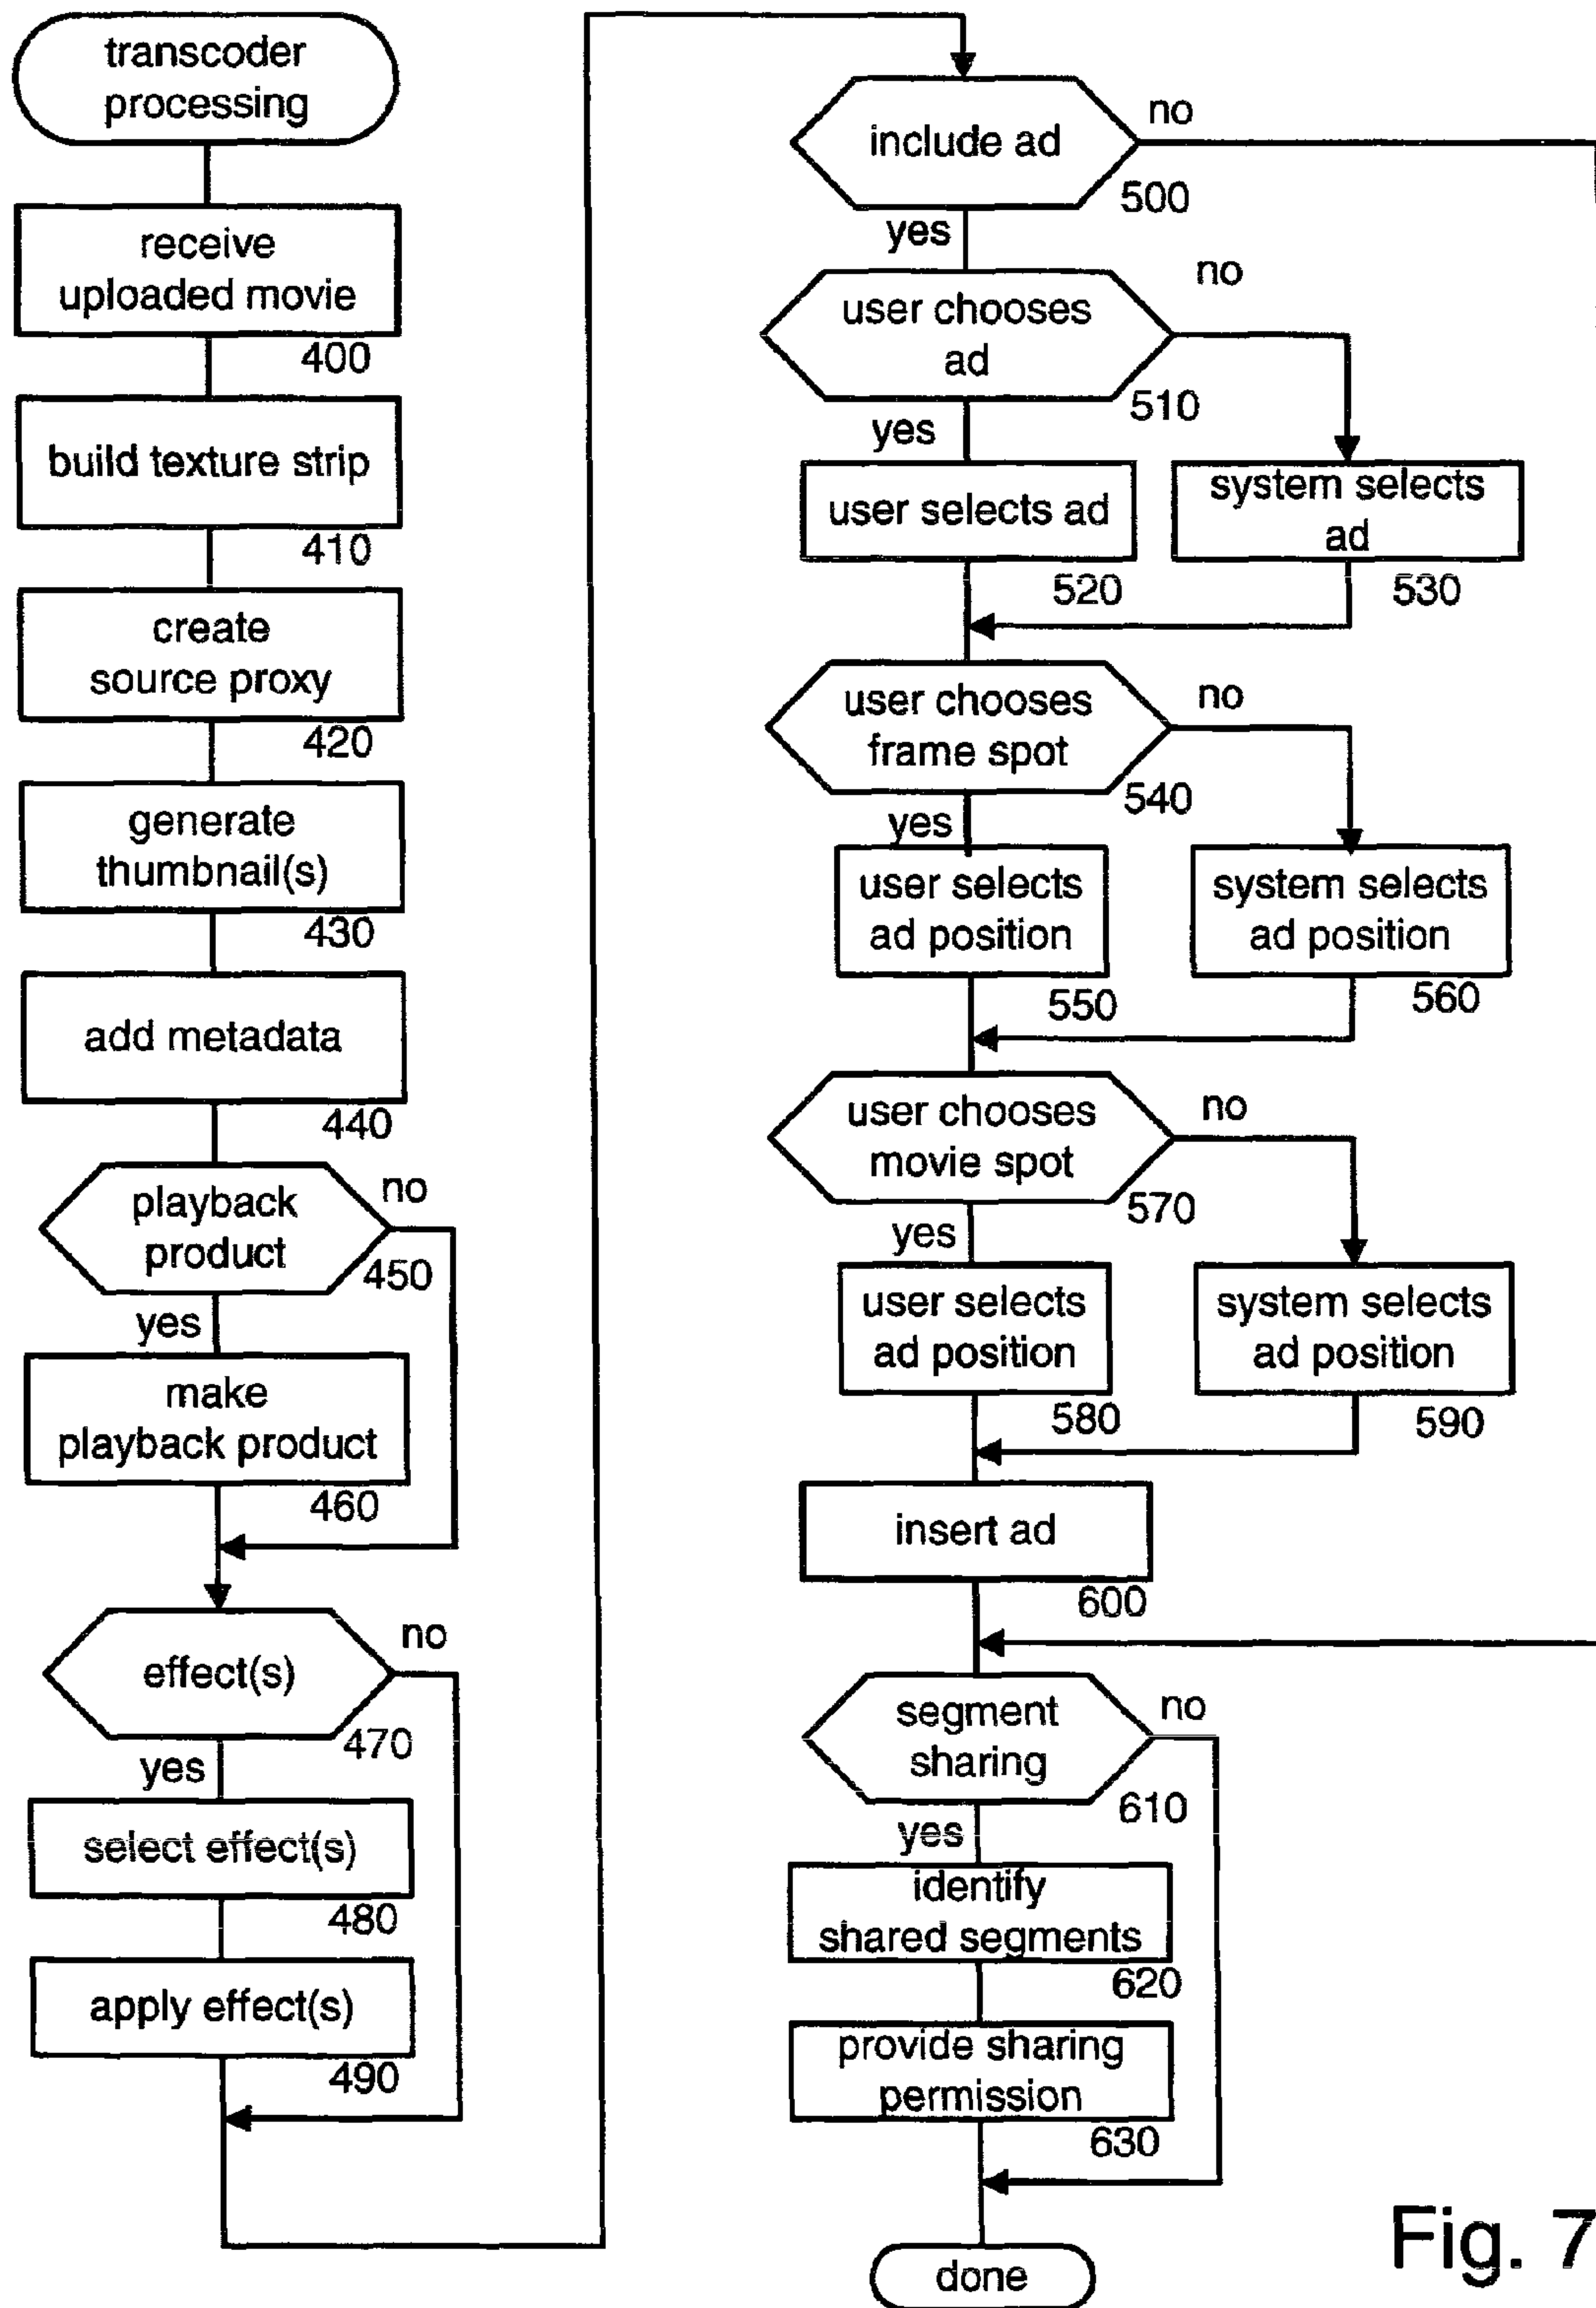 transcoder
processing
receive
uploaded movie
400
build texture strip
410
create
source proxy
420
generate
thumbnail(s)
430
add metadata
440
playback
product
no
450
yes
make
playback product
460
effect(s)
no
470
yes
select effect(s)
480
apply effect(s)
490
include ad
no
500
yes
user chooses
ad
no
510
yes
user selects ad
520
system selects
ad
530
user chooses
frame spot
no
540
yes
user selects
ad position
550
system selects
ad position
560
user chooses
movie spot
no
570
yes
user selects
ad position
580
system selects
ad position
590
insert ad
600
segment
sharing
no
610
yes
identify
shared segments
620
provide sharing
permission
630
done
Fig. 7